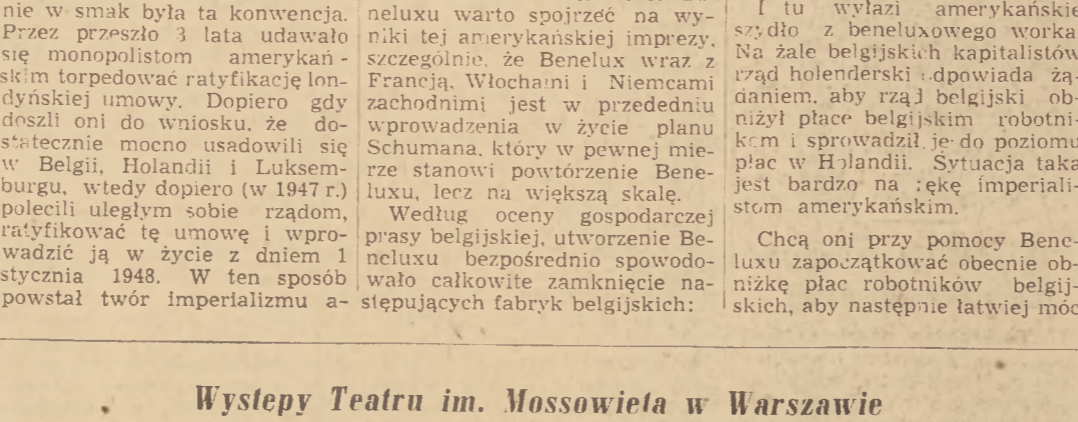 nie w smak była ta konwencja.
Przez przeszło 3 lata udawało
się monopolistom amerykań-
skim torpedować ratyfikację lon-
dyńskiej umowy. Dopiero gdy
doszli oni do wniosku, że do-
statecznie mocno usadowili się
w Belgii, Holandii i Luksem-
burgu, wtedy dopiero (w 1947 r.)
polecili uległym sobie rządom,
ratyfikować tę umowę i wpro-
wadzić ją w życie z dniem 1
stycznia 1948. W ten sposób
powstał twór imperializmu a-
neluxu warto spojrzeć na wy-
niki tej amerykańskiej imprezy,
szczególnie, że Benelux wraz z
Francją, Włochami i Niemcami
zachodnimi jest w przededniu
wprowadzenia w życie planu
Schumana, który w pewnej mie-
rze stanowi powtórzenie Bene-
luxu, lecz na większą skalę.
Według oceny gospodarczej
prasy belgijskiej, utworzenie Be-
neluxu bezpośrednio spowodo-
wało całkowite zamknięcie na-
stępujących fabryk belgijskich:
I tu wyłazi amerykańskie
szydło z beneluxowego worka.
Na żale belgijskich kapitalistów
rząd holenderski odpowiada żą-
daniem, aby rząd belgijski ob-
niżył płace belgijskim robotni-
kom i sprowadził je do poziomu
płac w Holandii. Sytuacja taka
jest bardzo na rękę imperiali-
stom amerykańskim.
Chcą oni przy pomocy Bene-
luxu zapoczątkować obecnie ob-
niżkę płac robotników belgij-
skich, aby następnie łatwiej móc
Występy Teatru im. Mossowieta w Warszawie